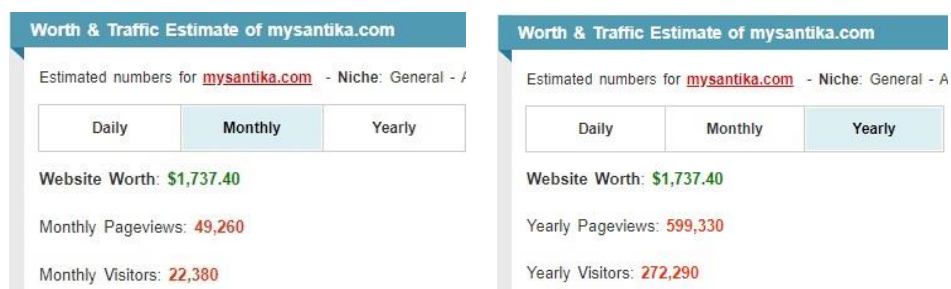 Worth & Traffic Estimate of mysantika.com
Estimated numbers for mysantika.com - Niche: General -
Daily Monthly Yearly
Website Worth: $1,737.40
Monthly Pageviews: 49,260
Monthly Visitors: 22,380
Worth & Traffic Estimate of mysantika.com
Estimated numbers for mysantika.com - Niche: General - A
Daily Monthly Yearly
Website Worth: $1,737.40
Yearly Pageviews: 599,330
Yearly Visitors: 272,290